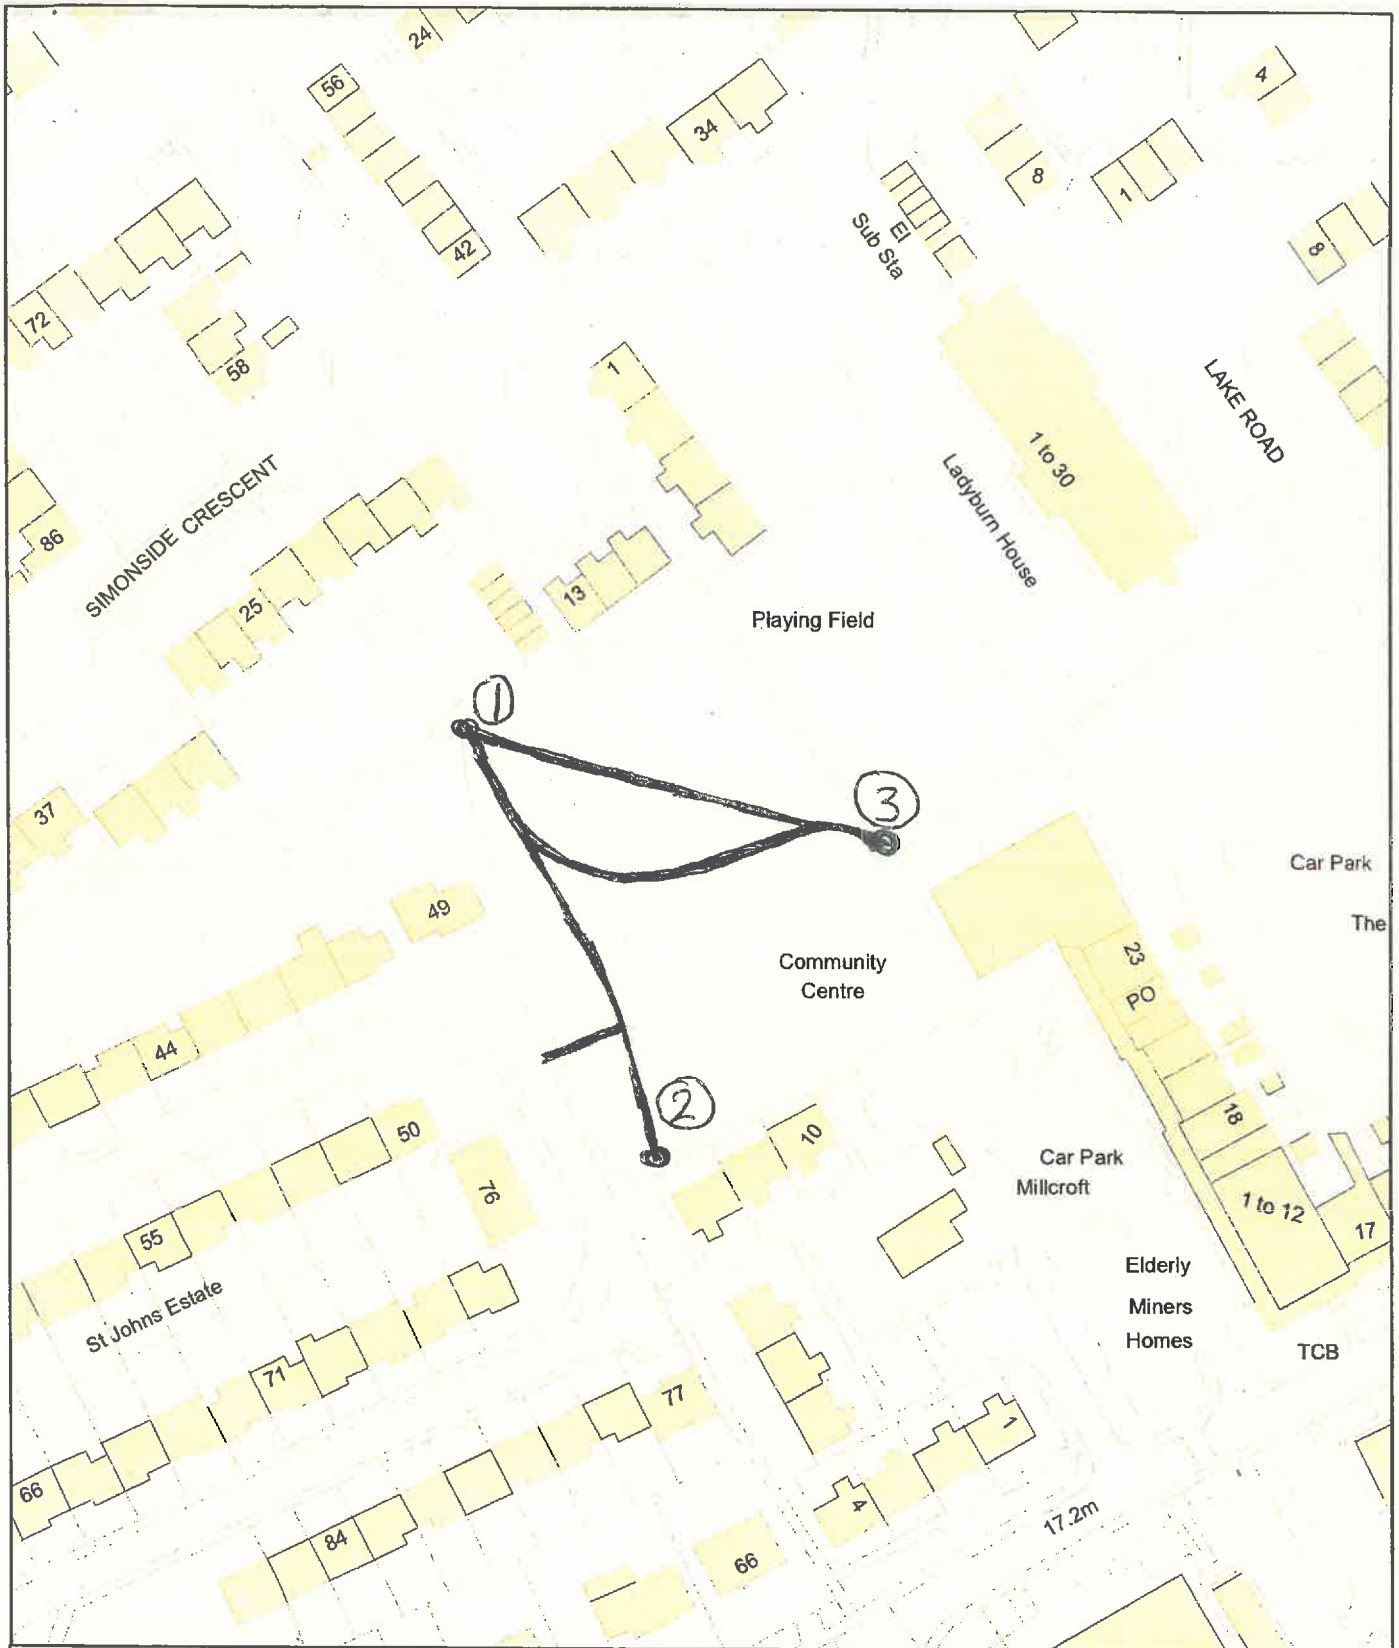 24
56
34
4
8
1
42
El
Sub Sta
8
72
58
1
LAKE ROAD
1 to 30
Ladyburn House
SIMONSIDE CRESCENT
86
25
13
Playing Field
1
3
37
Car Park
49
The
23
Community
Centre
PO
44
2
50
10
18
Car Park
Millcroft
76
1 to 12
17
55
Elderly
Miners
Homes
St Johns Estate
TCB
71
77
1
66
4
17.2m
84
66